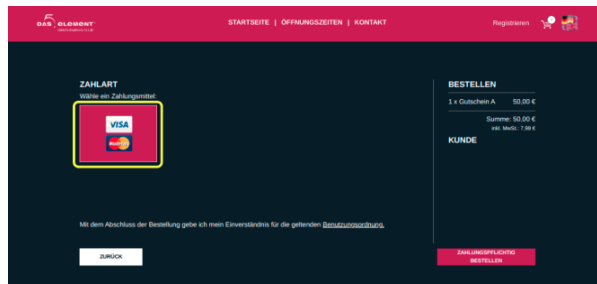 DAS 5 ELEMENT
STARTSEITE | ÖFFNUNGSZEITEN | KONTAKT
Registrieren
ZAHLART
Wähle ein Zahlungsmittel:
VISA
MasterCard
Mit dem Abschluss der Bestellung gebe ich mein Einverständnis für die geltenden Benutzungsordnung.
ZURÜCK
BESTELLEN
1 x Gutschein A 50,00 €
Summe: 50,00 €
inkl. MwSt.: 7,98 €
KUNDE
ZAHLUNGSPFLICHTIG
BESTELLEN